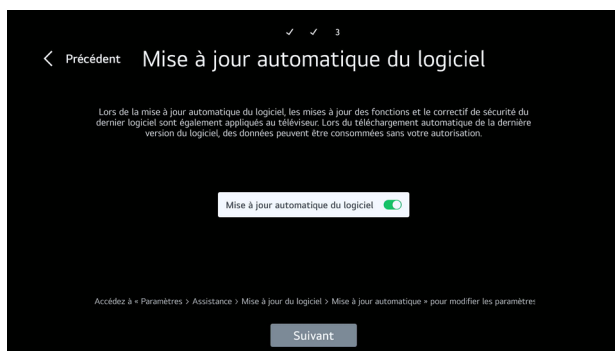 ✓ ✓ 3
Précédent
Mise à jour automatique du logiciel
Lors de la mise à jour automatique du logiciel, les mises à jour des fonctions et le correctif de sécurité du
dernier logiciel sont également appliqués au téléviseur. Lors du téléchargement automatique de la dernière
version du logiciel, des données peuvent être consommées sans votre autorisation.
Mise à jour automatique du logiciel
Accédez à « Paramètres > Assistance > Mise à jour du logiciel > Mise à jour automatique » pour modifier les paramètres
Suivant